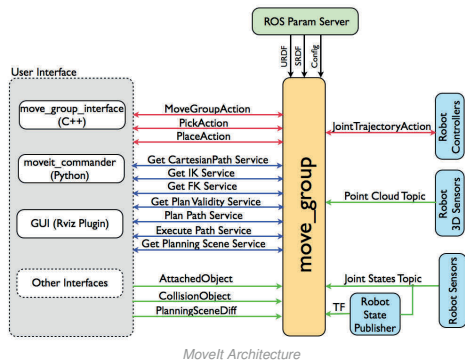 ROS Param Server
URDF
SRDF
Config
User Interface
move_group_interface
(C++)
moveit_commander
(Python)
GUI (Rviz Plugin)
Other Interfaces
MoveGroupAction
PickAction
PlaceAction
Get CartesianPath Service
Get IK Service
Get FK Service
Get Plan Validity Service
Plan Path Service
Execute Path Service
Get Planning Scene Service
AttachedObject
CollisionObject
PlanningSceneDiff
move_group
JointTrajectoryAction
Robot
Controllers
Point Cloud Topic
Robot
3D Sensors
Joint States Topic
TF
Robot
State
Publisher
Robot Sensors
MoveIt Architecture